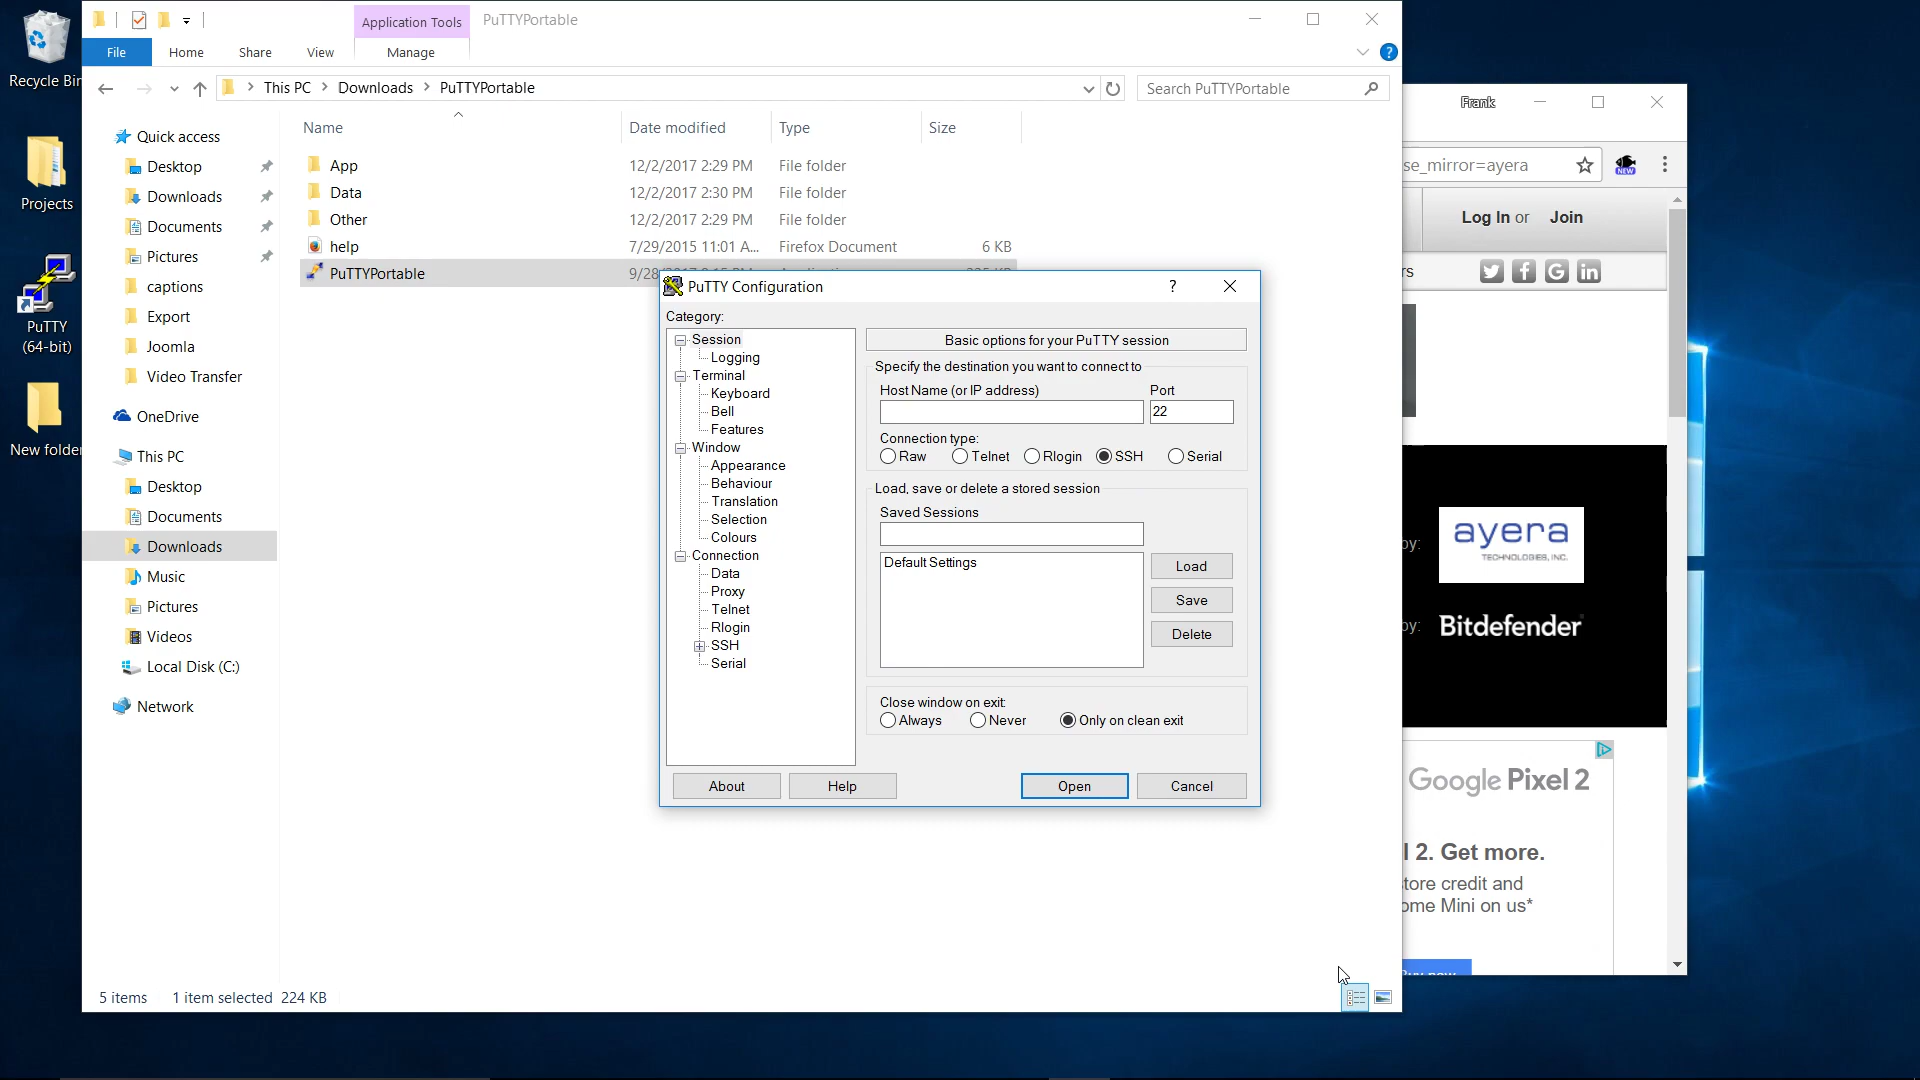 Recycle Bin
Projects
PuTTY
(64-bit)
New folder
Application Tools
PuTTYPortable
File
Home
Share
View
Manage
This PC
Downloads
PuTTYPortable
Search PuTTYPortable
Quick access
Desktop
Downloads
Documents
Pictures
captions
Export
Joomla
Video Transfer
OneDrive
This PC
Desktop
Documents
Downloads
Music
Pictures
Videos
Local Disk (C:)
Network
Name
Date modified
Type
Size
App 12/2/2017 2:29 PM File folder
Data 12/2/2017 2:30 PM File folder
Other 12/2/2017 2:29 PM File folder
help 7/29/2015 11:01 A... Firefox Document 6 KB
PuTTYPortable
5 items 1 item selected 224 KB
PuTTY Configuration
?
Category:
Session
Logging
Terminal
Keyboard
Bell
Features
Window
Appearance
Behaviour
Translation
Selection
Colours
Connection
Data
Proxy
Telnet
Rlogin
SSH
Serial
Basic options for your PuTTY session
Specify the destination you want to connect to
Host Name (or IP address)
Port
22
Connection type:
Raw Telnet Rlogin SSH Serial
Load, save or delete a stored session
Saved Sessions
Default Settings
Load
Save
Delete
Close window on exit:
Always Never Only on clean exit
About
Help
Open
Cancel
Frank
se_mirror=ayera
NEW
Log In or Join
rs
by:
ayera
TECHNOLOGIES, INC.
by:
Bitdefender
Google Pixel 2
l 2. Get more.
tore credit and
ome Mini on us*